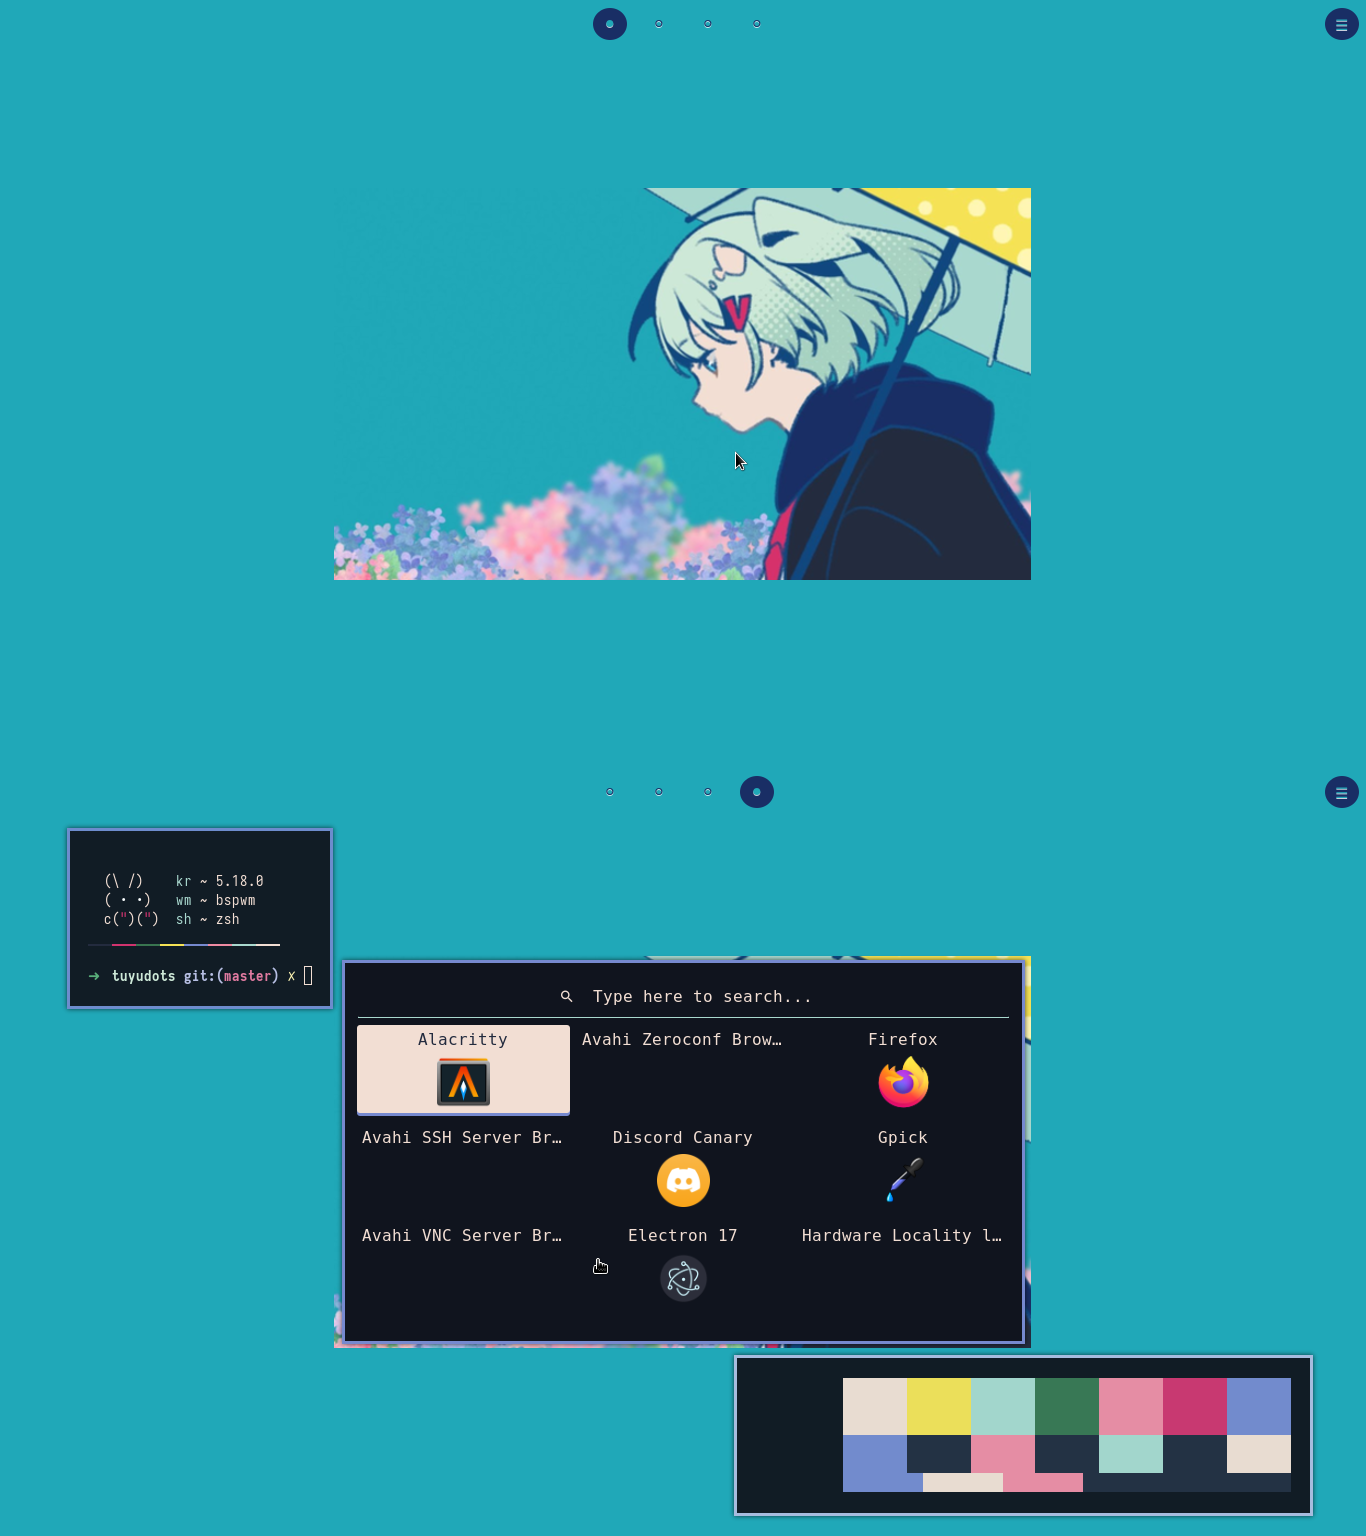 (\ /) kr ~ 5.18.0
( • •) wm ~ bspwm
c(")(") sh ~ zsh
➜ tuyudots git:(master) ✗
Type here to search...
Alacritty Avahi Zeroconf Brow… Firefox
Avahi SSH Server Br… Discord Canary Gpick
Avahi VNC Server Br… Electron 17 Hardware Locality l…